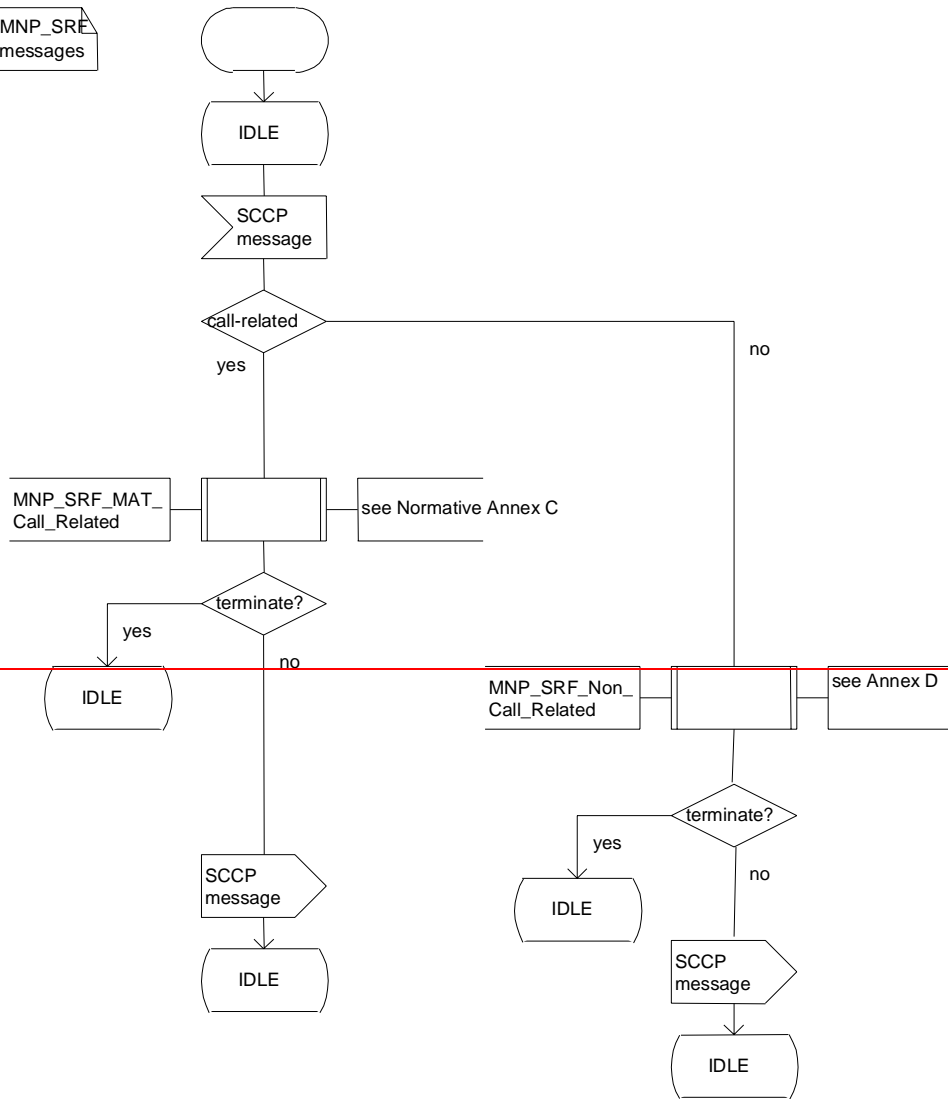 MNP_SRF
messages
IDLE
SCCP
message
call-related
yes
no
MNP_SRF_MAT_
Call_Related
see Normative Annex C
terminate?
yes
no
IDLE
MNP_SRF_Non_
Call_Related
see Annex D
terminate?
yes
no
IDLE
SCCP
message
IDLE
SCCP
message
IDLE